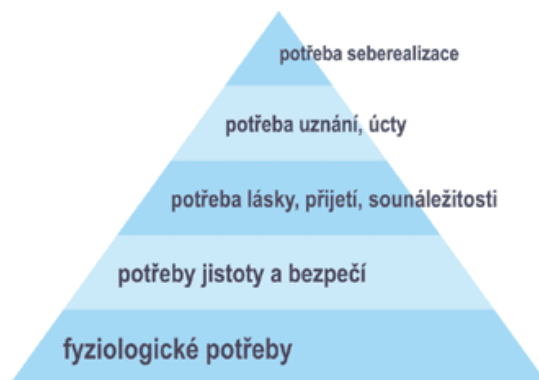 potřeba seberealizace
potřeba uznání, úcty
potřeba lásky, přijetí, sounáležitosti
potřeby jistoty a bezpečí
fyziologické potřeby